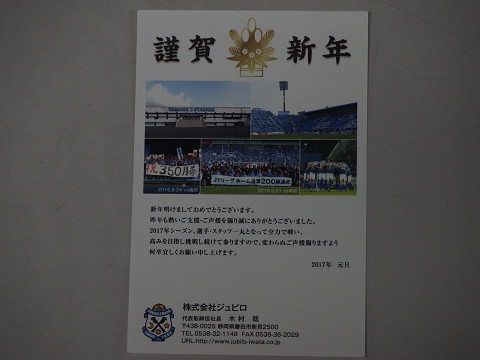 謹賀 新年
YAMAHA STADIUM
350
Jリーグ ホーム通算200勝達成
新年明けましておめでとうございます。
昨年も熱いご支援・ご声援を賜り誠にありがとうございました。
2017年シーズン、選手・スタッフ一丸となって全力で戦い、
高みを目指し挑戦し続けて参りますので、変わらぬご声援賜りますよう
何卒宜しくお願い申し上げます。
2017年 元旦
株式会社ジュビロ
代表取締役社長 木村 稔
〒438-0025 静岡県磐田市新貝2500
TEL.0538-32-1148 FAX.0538-36-2029
URL.http://www.jubilo-iwata.co.jp